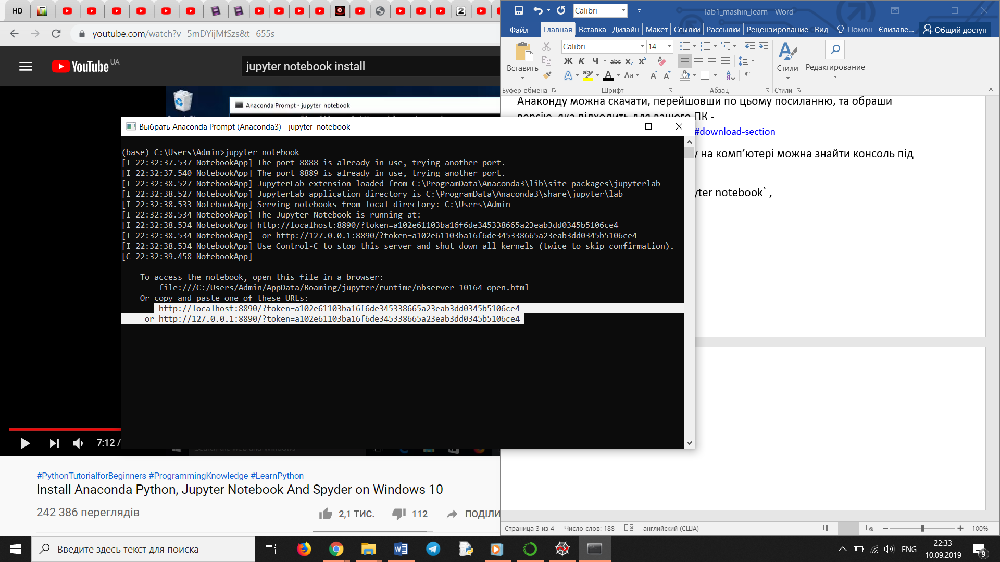 HD
youtube.com/watch?v=5mDYijMfSzs&t=655s
YouTube UA
jupyter notebook install
Anaconda Prompt - jupyter notebook
Calibri
lab1_mashin_learn - Word
Файл
Главная
Вставка
Дизайн
Макет
Ссылки
Рассылки
Рецензирование
Вид
Помощ
Єлизаве...
Общий доступ
Вставить
Calibri
14
Ж К Ч abc x₂ x²
Aa
Стили
Редактирование
Буфер обмена
Шрифт
Абзац
Стили
Анаконду можна скачати, перейшовши по цьому посиланню, та обраши
версію, яка підходить для вашого ПК -
#download-section
у на комп’ютері можна знайти консоль під
yter notebook` ,
Выбрать Anaconda Prompt (Anaconda3) - jupyter notebook
(base) C:\Users\Admin>jupyter notebook
[I 22:32:37.537 NotebookApp] The port 8888 is already in use, trying another port.
[I 22:32:37.540 NotebookApp] The port 8889 is already in use, trying another port.
[I 22:32:38.527 NotebookApp] JupyterLab extension loaded from C:\ProgramData\Anaconda3\lib\site-packages\jupyterlab
[I 22:32:38.527 NotebookApp] JupyterLab application directory is C:\ProgramData\Anaconda3\share\jupyter\lab
[I 22:32:38.533 NotebookApp] Serving notebooks from local directory: C:\Users\Admin
[I 22:32:38.534 NotebookApp] The Jupyter Notebook is running at:
[I 22:32:38.534 NotebookApp] http://localhost:8890/?token=a102e61103ba16f6de345338665a23eab3dd0345b5106ce4
[I 22:32:38.534 NotebookApp]  or http://127.0.0.1:8890/?token=a102e61103ba16f6de345338665a23eab3dd0345b5106ce4
[I 22:32:38.534 NotebookApp] Use Control-C to stop this server and shut down all kernels (twice to skip confirmation).
[C 22:32:39.458 NotebookApp]
To access the notebook, open this file in a browser:
file:///C:/Users/Admin/AppData/Roaming/jupyter/runtime/nbserver-10164-open.html
Or copy and paste one of these URLs:
http://localhost:8890/?token=a102e61103ba16f6de345338665a23eab3dd0345b5106ce4
or http://127.0.0.1:8890/?token=a102e61103ba16f6de345338665a23eab3dd0345b5106ce4
7:12 /
Search the web and Windows
#PythonTutorialforBeginners #ProgrammingKnowledge #LearnPython
Install Anaconda Python, Jupyter Notebook And Spyder on Windows 10
242 386 переглядів
2,1 ТИС.
112
ПОДІЛИ
Страница 3 из 4
Число слов: 188
английский (США)
100%
Введите здесь текст для поиска
ENG
22:33
10.09.2019
9